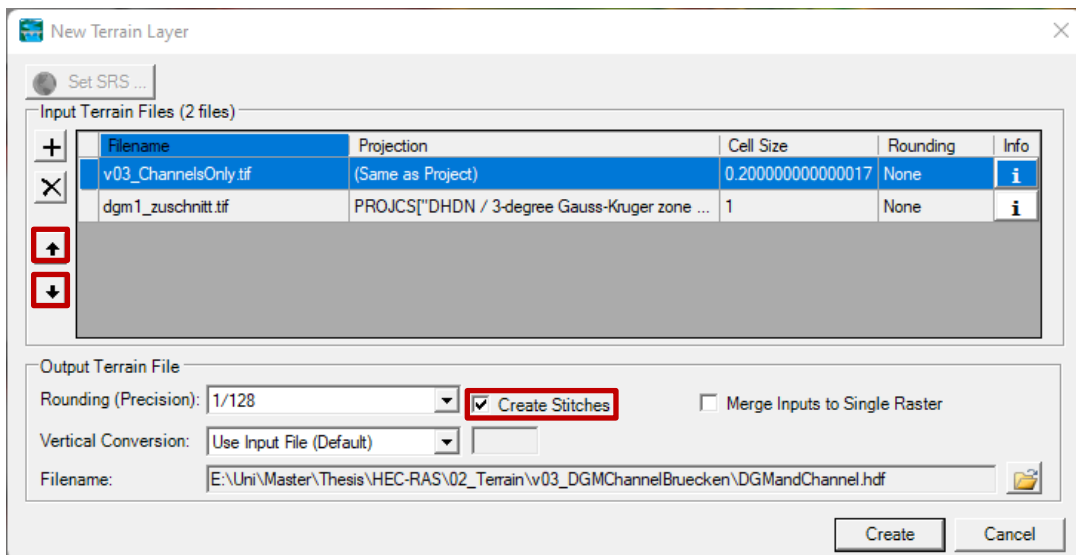 New Terrain Layer
Set SRS ...
Input Terrain Files (2 files)
Filename Projection Cell Size Rounding Info
v03_ChannelsOnly.tif (Same as Project) 0.200000000000017 None i
dgm1_zuschnitt.tif PROJCS["DHDN / 3-degree Gauss-Kruger zone ... 1 None i
Output Terrain File
Rounding (Precision): 1/128 Create Stitches Merge Inputs to Single Raster
Vertical Conversion: Use Input File (Default)
Filename: E:\Uni\Master\Thesis\HEC-RAS\02_Terrain\v03_DGMChannelBruecken\DGMandChannel.hdf
Create Cancel